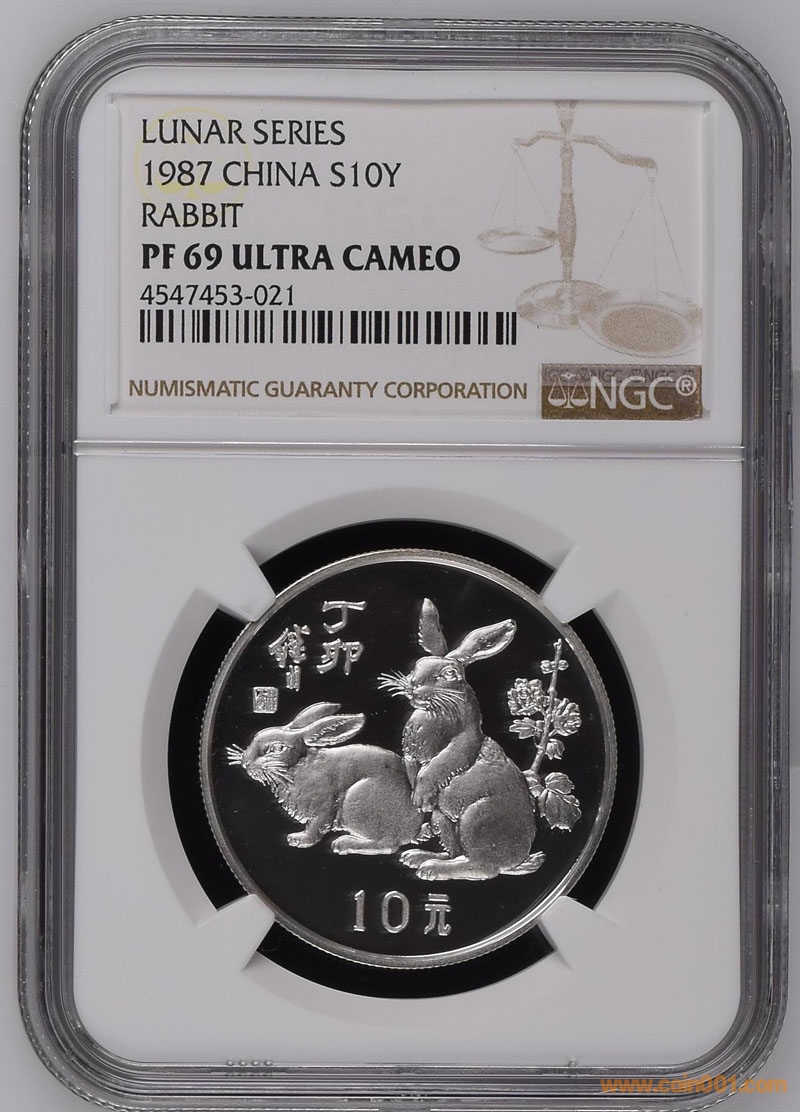 LUNAR SERIES
1987 CHINA S10Y
RABBIT
PF 69 ULTRA CAMEO
4547453-021
NUMISMATIC GUARANTY CORPORATION
NGC®
丁卯
10元
www.coin001.com